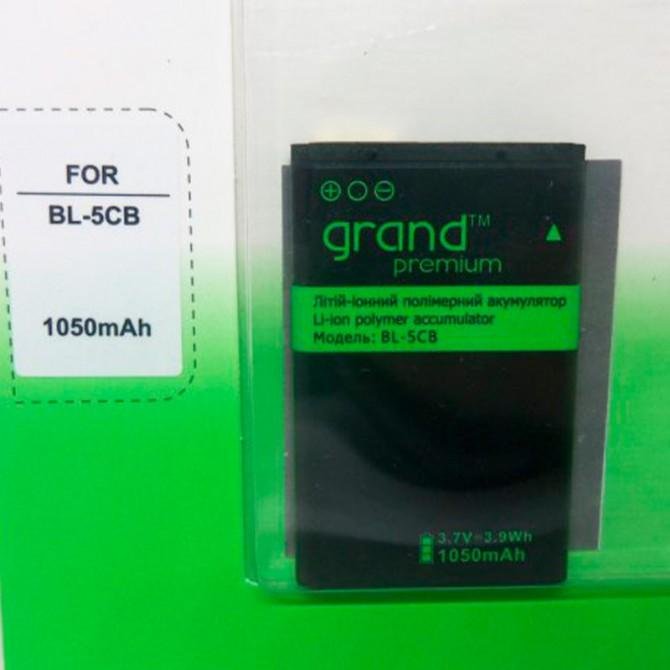 FOR
BL-5CB
1050mAh
grand™
premium
Літій-іонний полімерний акумулятор
Li-ion polymer accumulator
Модель: BL-5CB
3.7V=3.9Wh
1050mAh